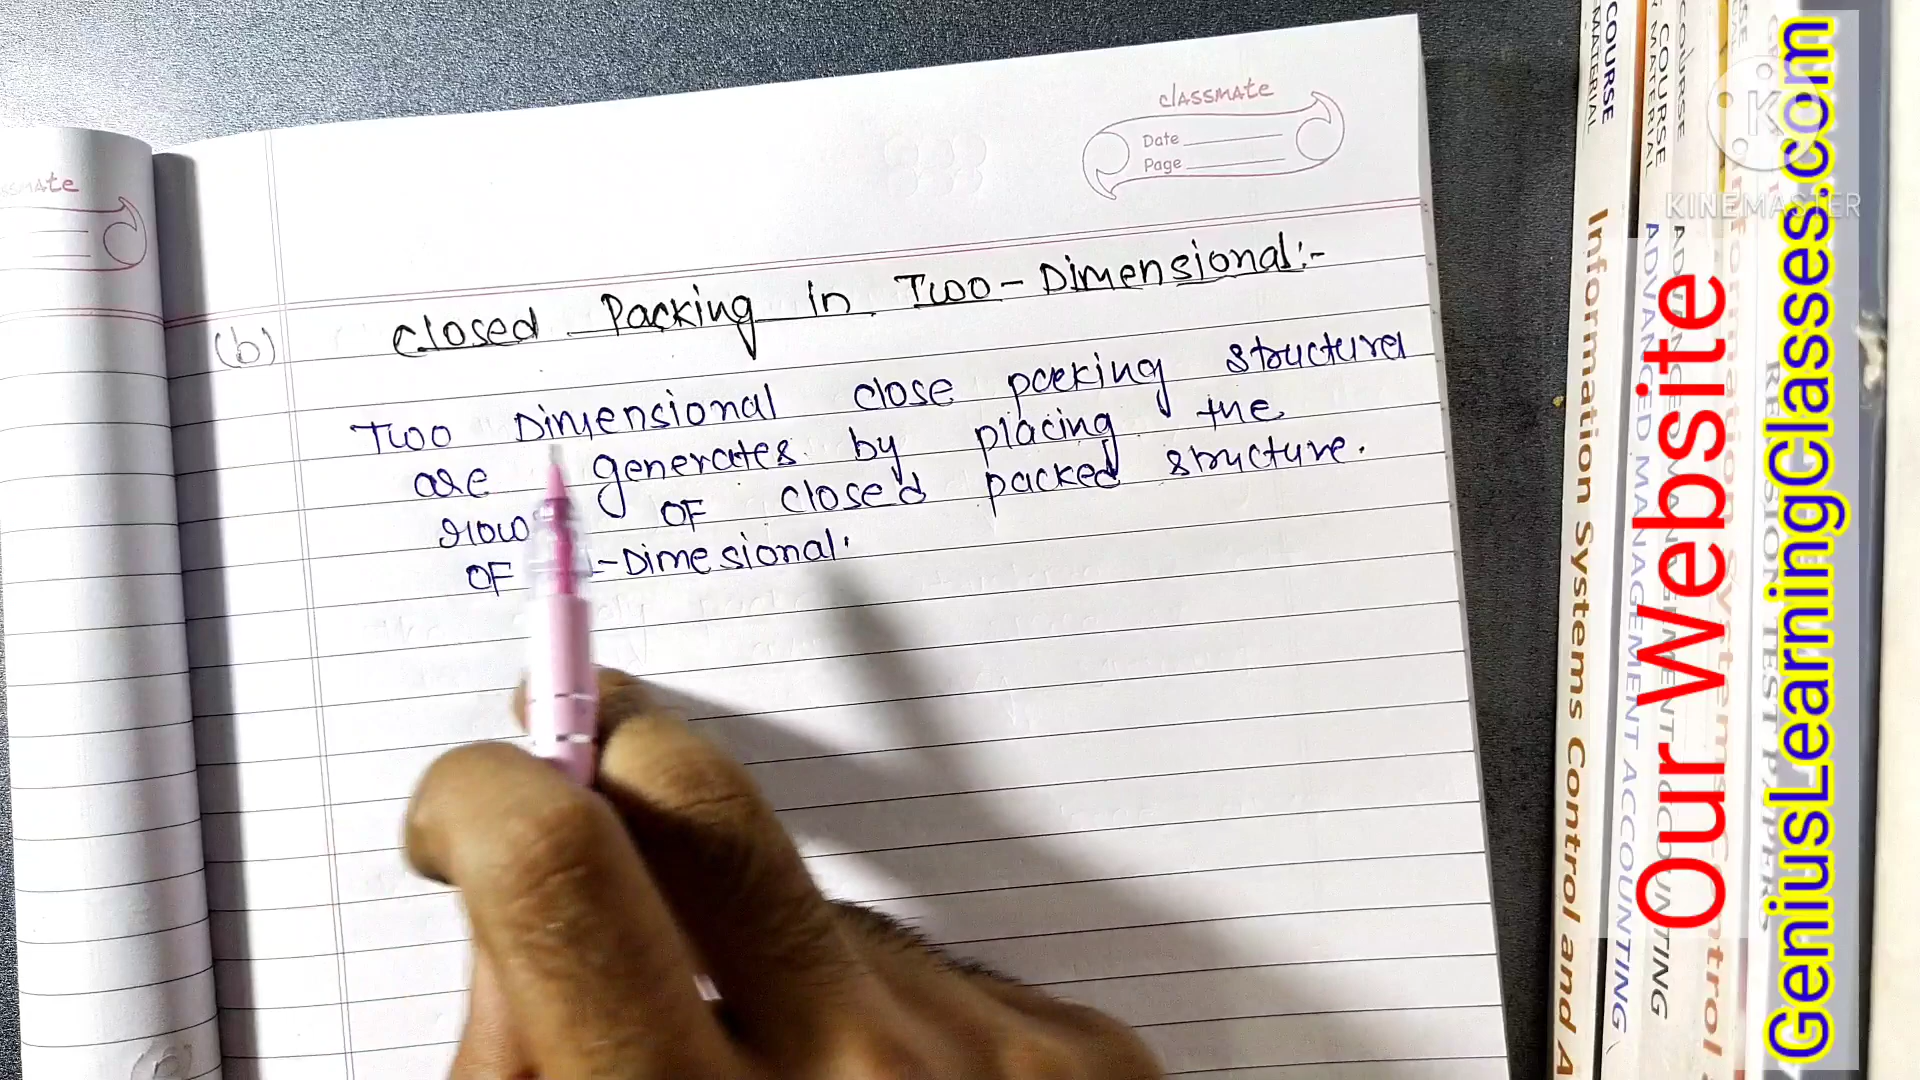 classmate
Date
Page
ssmate
(b) Closed Packing in Two-Dimensional:-
Two Dimensional close packing structure
are generates by placing the
row OF closed packed structure.
OF -Dimesional.
COURSE
MATERIAL
Information Systems Control and A
COURSE
MATERIAL
ADVANCED MANAGEMENT ACCOUNTING
COURSE
KINEMASTER
Our Website
GeniusLearningClasses.com